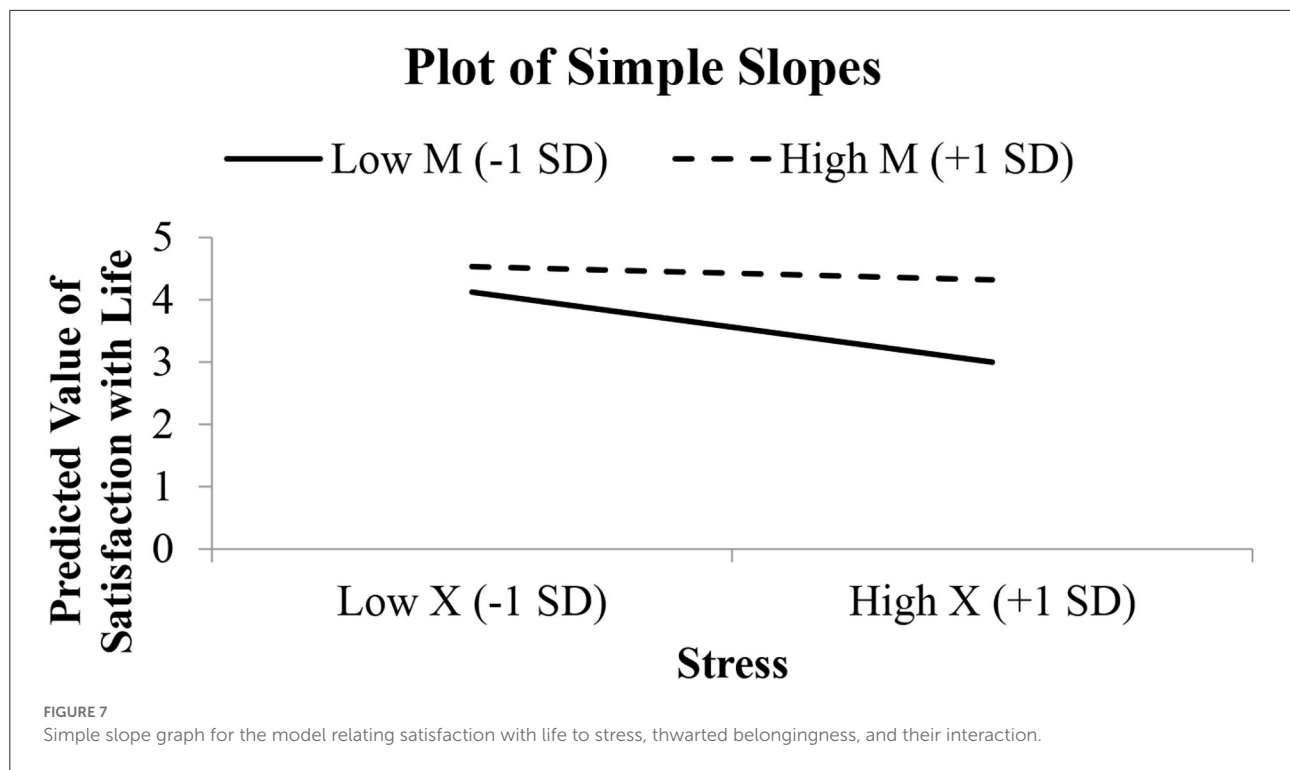 Plot of Simple Slopes
Low M (-1 SD) High M (+1 SD)
Predicted Value of
Satisfaction with Life
5
4
3
2
1
0
Low X (-1 SD) High X (+1 SD)
Stress
FIGURE 7
Simple slope graph for the model relating satisfaction with life to stress, thwarted belongingness, and their interaction.